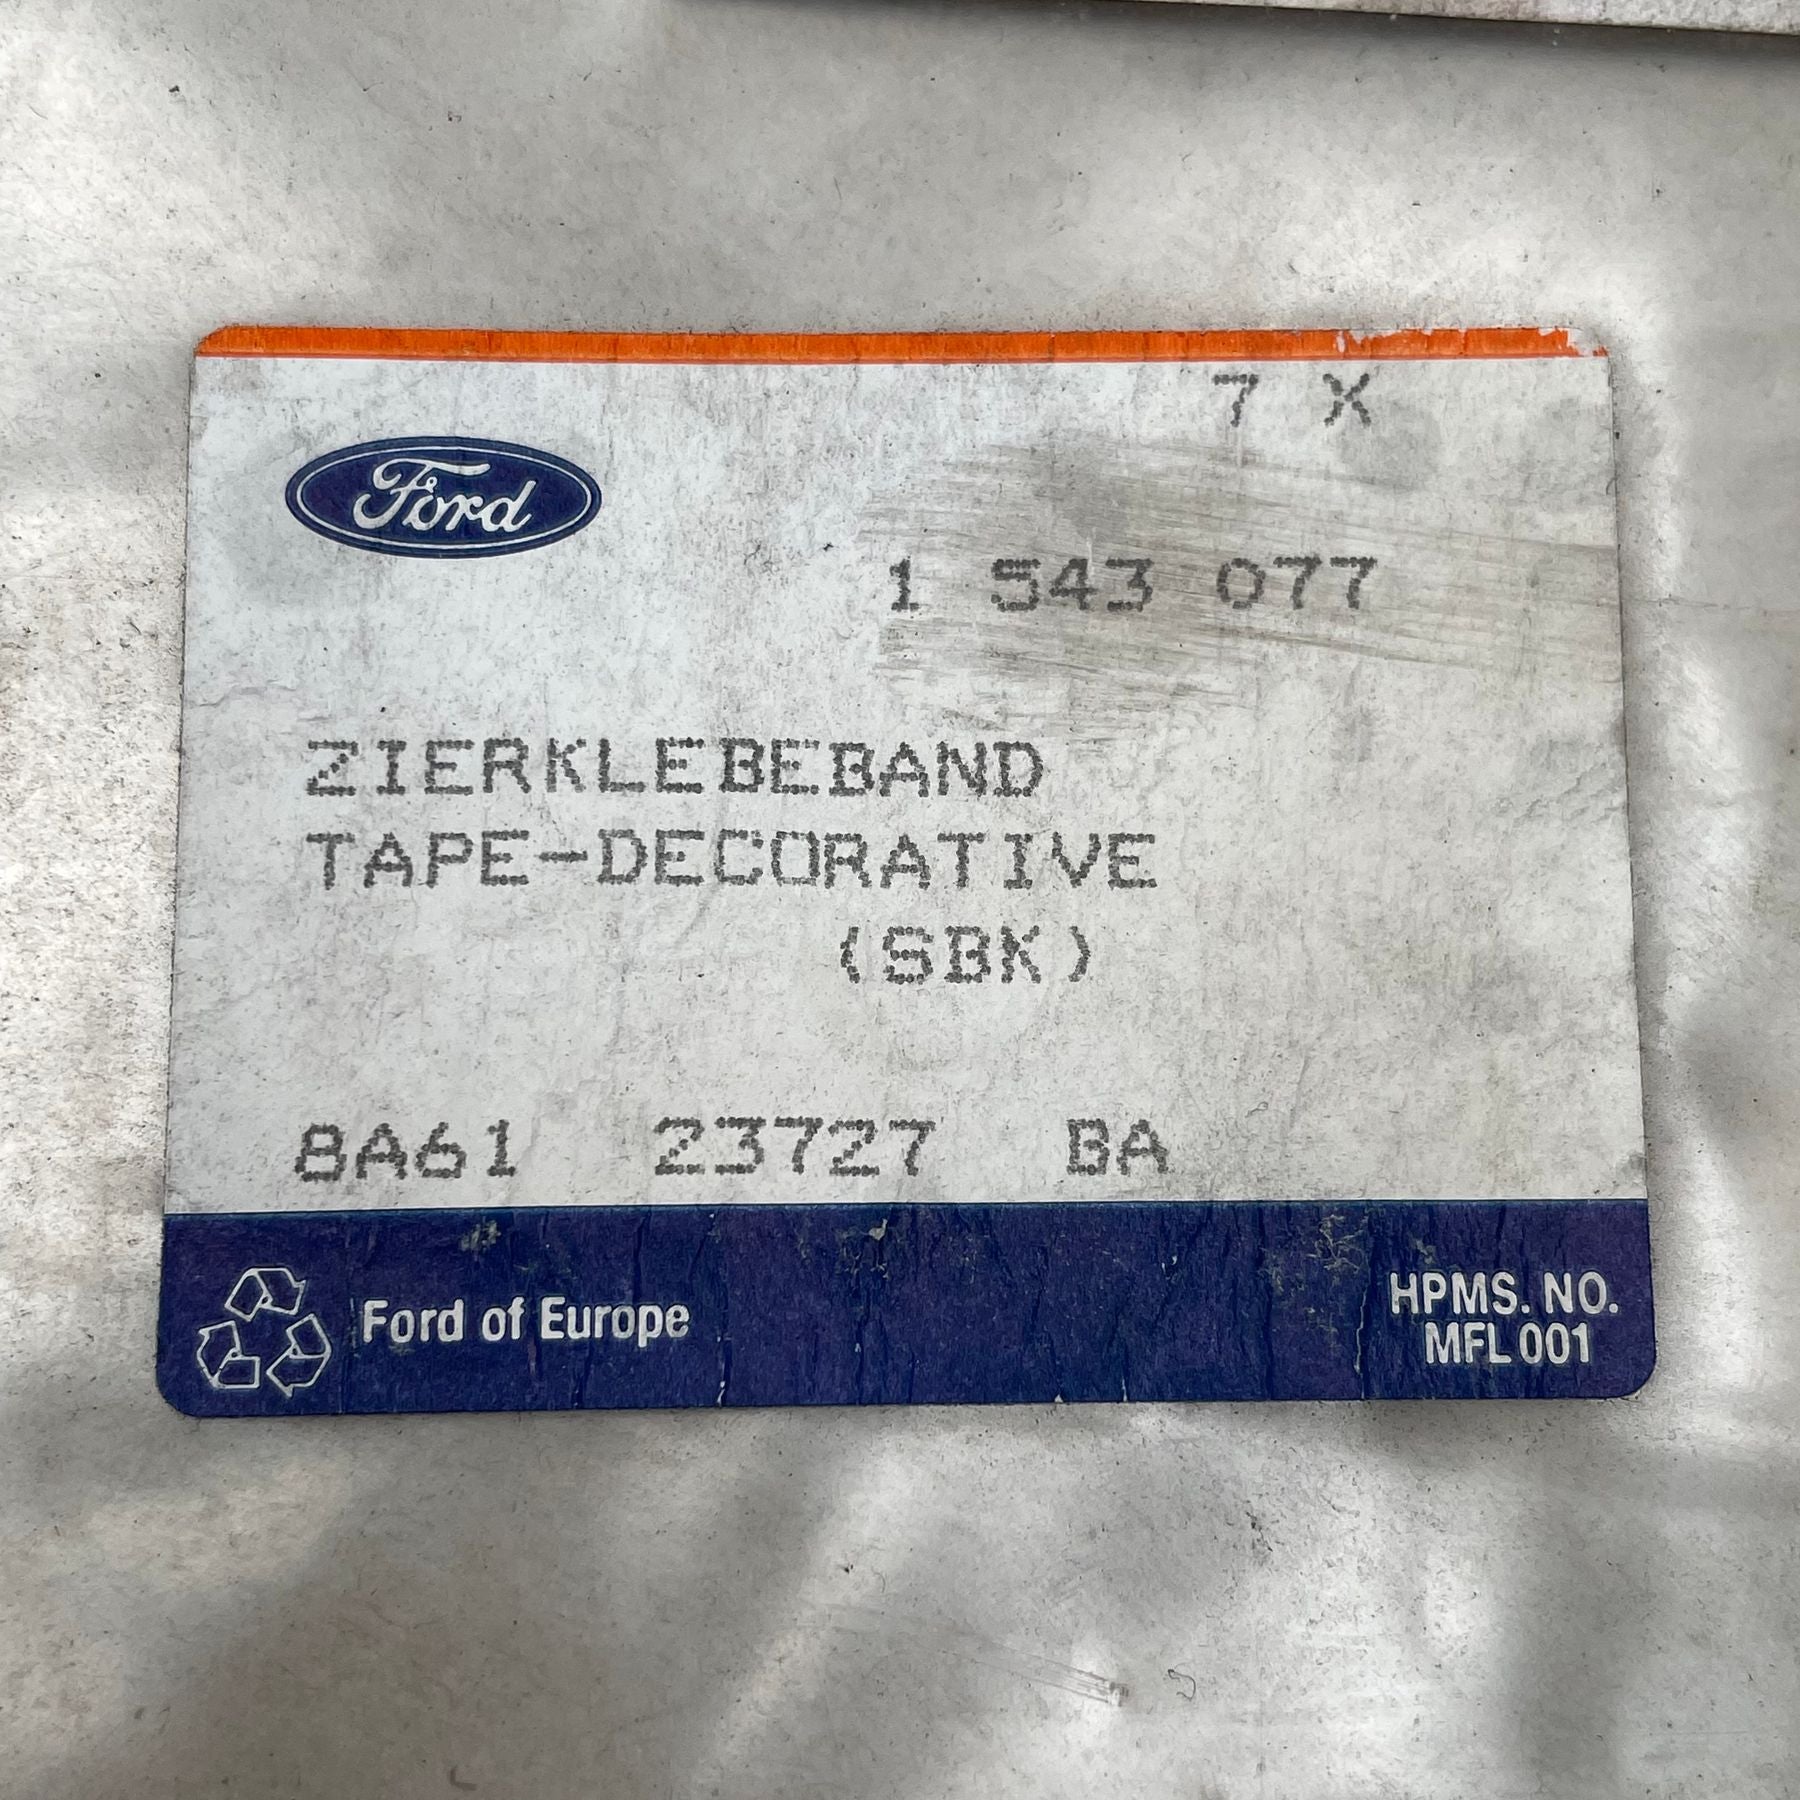 7 X
Ford
1 543 077
ZIERKLEBEBAND
TAPE-DECORATIVE
(SBK)
8A61 23727 BA
Ford of Europe
HPMS. NO.
MFL 001